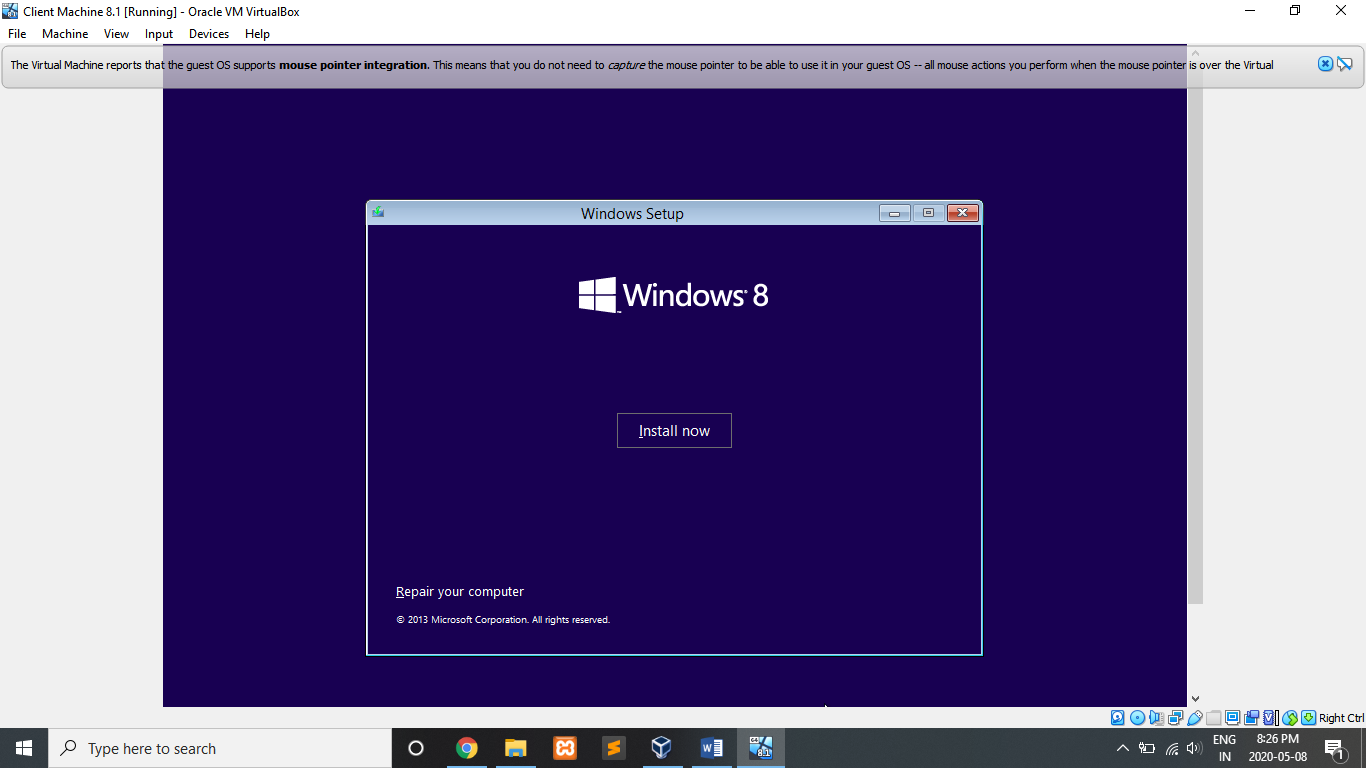 Client Machine 8.1 [Running] - Oracle VM VirtualBox
File Machine View Input Devices Help
The Virtual Machine reports that the guest OS supports mouse pointer integration. This means that you do not need to capture the mouse pointer to be able to use it in your guest OS -- all mouse actions you perform when the mouse pointer is over the Virtual
Windows Setup
Windows 8
Install now
Repair your computer
© 2013 Microsoft Corporation. All rights reserved.
Right Ctrl
Type here to search
ENG
IN
8:26 PM
2020-05-08
1